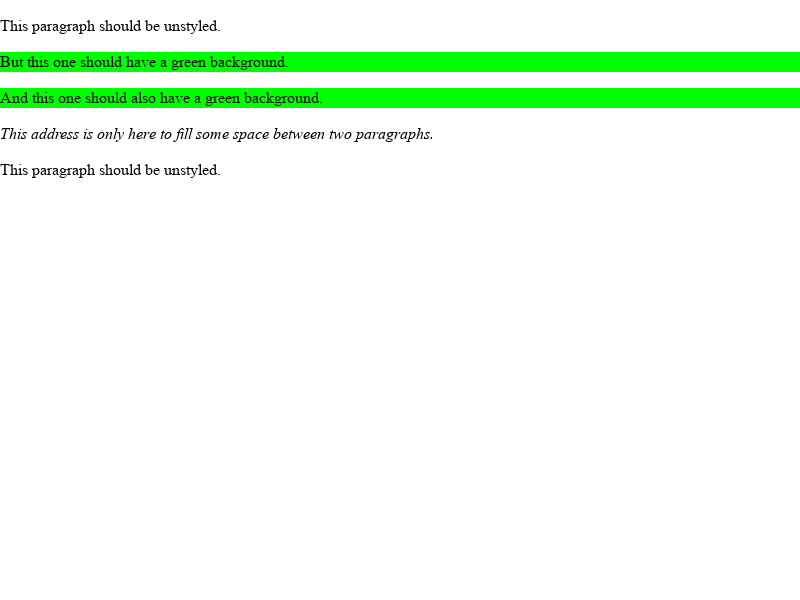 This paragraph should be unstyled.
But this one should have a green background.
And this one should also have a green background.
This address is only here to fill some space between two paragraphs.
This paragraph should be unstyled.